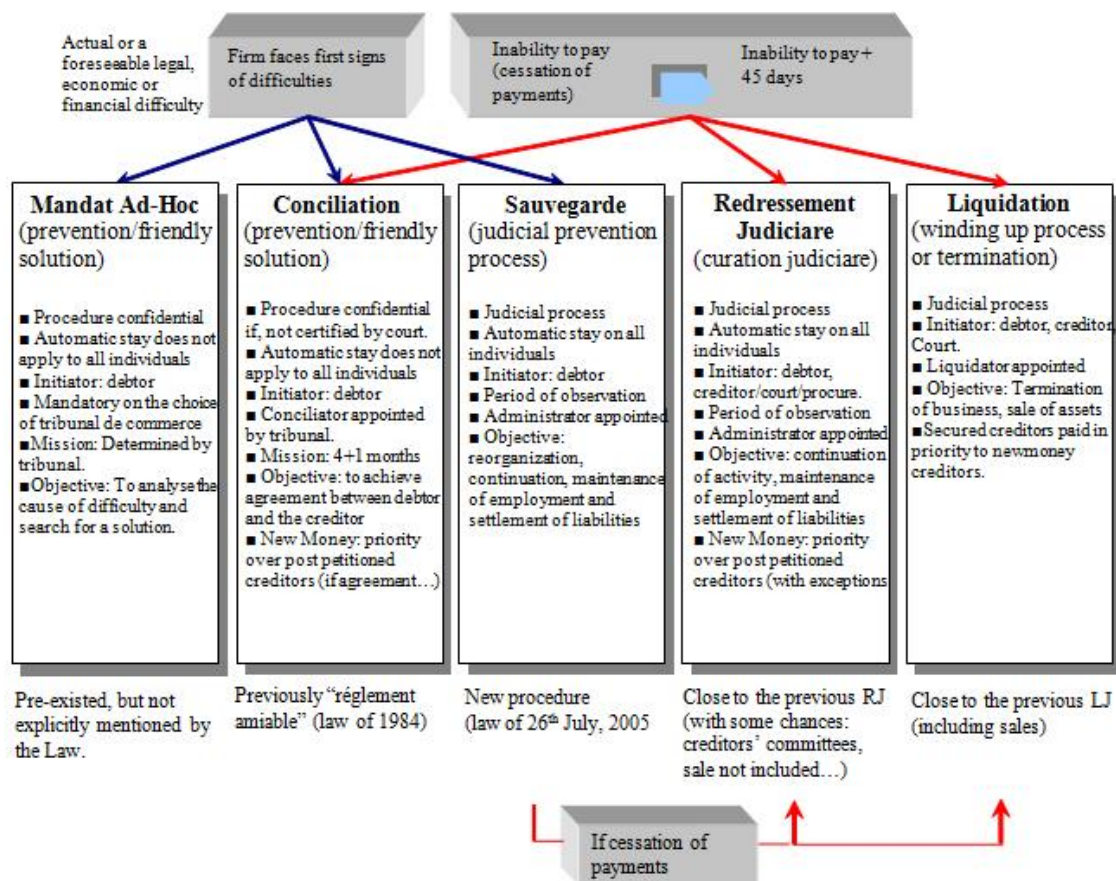 Actual or a
foreseeable legal,
economic or
financial difficulty
Firm faces first signs
of difficulties
Inability to pay
(cessation of
payments)
Inability to pay +
45 days
Mandat Ad-Hoc
(prevention/friendly
solution)
■ Procedure confidential
■ Automatic stay does not
apply to all individuals
■ Initiator: debtor
■ Mandatory on the choice
of tribunal de commerce
■Mission: Determined by
tribunal.
■Objective: To analyse the
cause of difficulty and
search for a solution.
Conciliation
(prevention/friendly
solution)
■ Procedure confidential
if, not certified by court.
■ Automatic stay does not
apply to all individuals
■ Initiator: debtor
■ Conciliator appointed
by tribunal.
■ Mission: 4+1 months
■ Objective: to achieve
agreement between debtor
and the creditor
■ New Money: priority
over post petitioned
creditors (if agreement…)
Sauvegarde
(judicial prevention
process)
■ Judicial process
■ Automatic stay on all
individuals
■ Initiator: debtor
■ Period of observation
■ Administrator appointed
■ Objective:
reorganization,
continuation, maintenance
of employment and
settlement of liabilities
Redressement
Judiciare
(curation judiciare)
■ Judicial process
■ Automatic stay on all
individuals
■ Initiator: debtor,
creditor/court/procure.
■ Period of observation
■ Administrator appointed
■ Objective: continuation
of activity, maintenance
of employment and
settlement of liabilities
■ New Money: priority
over post petitioned
creditors (with exceptions
Liquidation
(winding up process
or termination)
■ Judicial process
■ Initiator: debtor, creditor
Court.
■ Liquidator appointed
■ Objective: Termination
of business, sale of assets
■Secured creditors paid in
priority to newmoney
creditors.
Pre-existed, but not
explicitly mentioned by
the Law.
Previously “réglement
amiable” (law of 1984)
New procedure
(law of 26th July, 2005
Close to the previous RJ
(with some chances:
creditors’ committees,
sale not included…)
Close to the previous LJ
(including sales)
If cessation of
payments